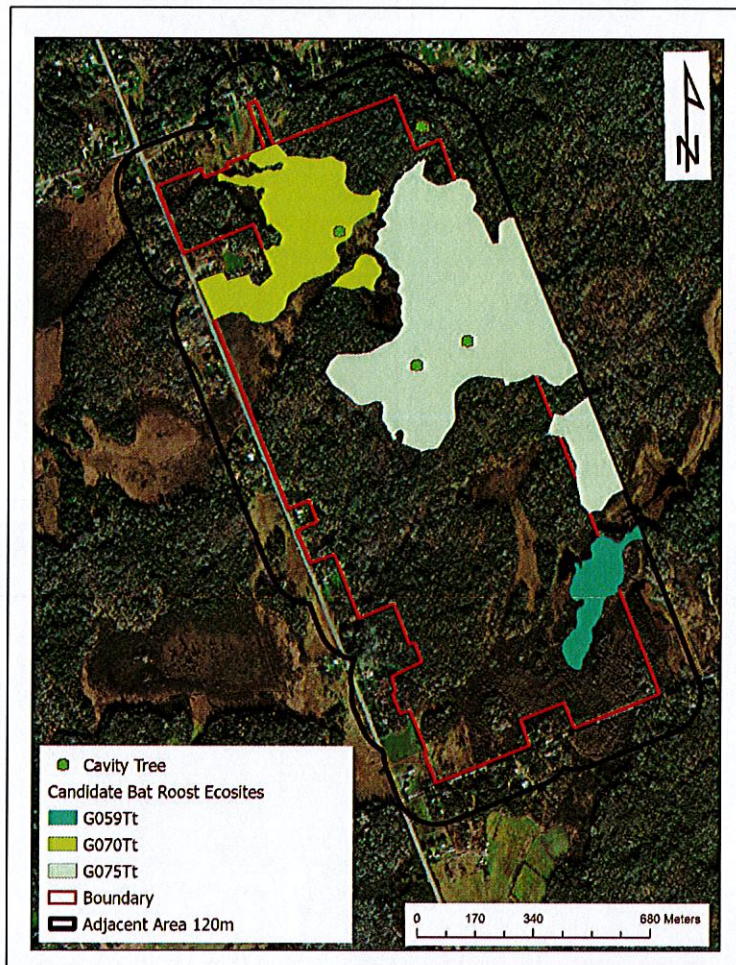 N
Cavity Tree
Candidate Bat Roost Ecosites
G059Tt
G070Tt
G075Tt
Boundary
Adjacent Area 120m
0 170 340 680 Meters